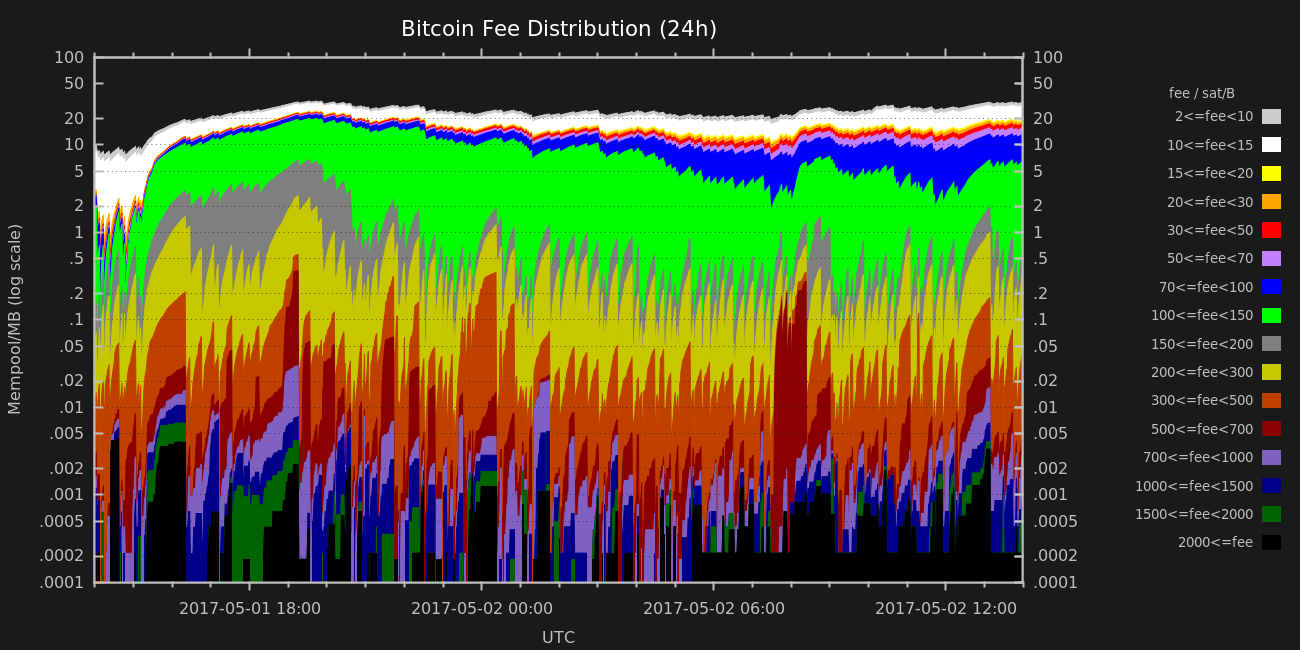 Bitcoin Fee Distribution (24h)
100
50
20
10
5
2
1
.5
.2
.1
.05
.02
.01
.005
.002
.001
.0005
.0002
.0001
Mempool/MB (log scale)
100
50
20
10
5
2
1
.5
.2
.1
.05
.02
.01
.005
.002
.001
.0005
.0002
.0001
2017-05-01 18:00
2017-05-02 00:00
2017-05-02 06:00
2017-05-02 12:00
UTC
fee / sat/B
2<=fee<10
10<=fee<15
15<=fee<20
20<=fee<30
30<=fee<50
50<=fee<70
70<=fee<100
100<=fee<150
150<=fee<200
200<=fee<300
300<=fee<500
500<=fee<700
700<=fee<1000
1000<=fee<1500
1500<=fee<2000
2000<=fee